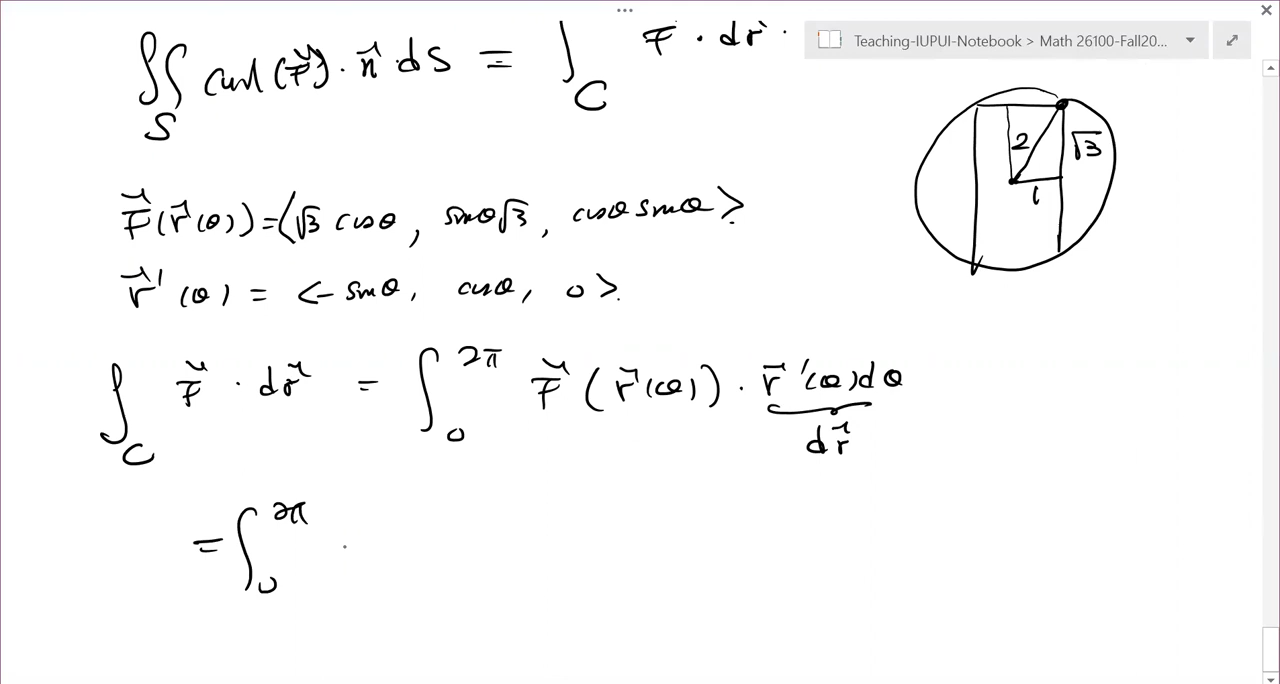 ∬_S curl(F⃗)·n⃗ dS = ∫_C F · dr ·
Teaching-IUPUI-Notebook > Math 26100-Fall20...
2
√3
1
F⃗(r⃗(θ)) = <√3 cosθ, sinθ√3, cosθ sinθ>.
r⃗'(θ) = <-sinθ, cosθ, 0>.
∫_C F⃗ · dr⃗ = ∫_0^2π F⃗(r⃗(θ)) · r⃗'(θ)dθ
dr⃗
= ∫_0^2π